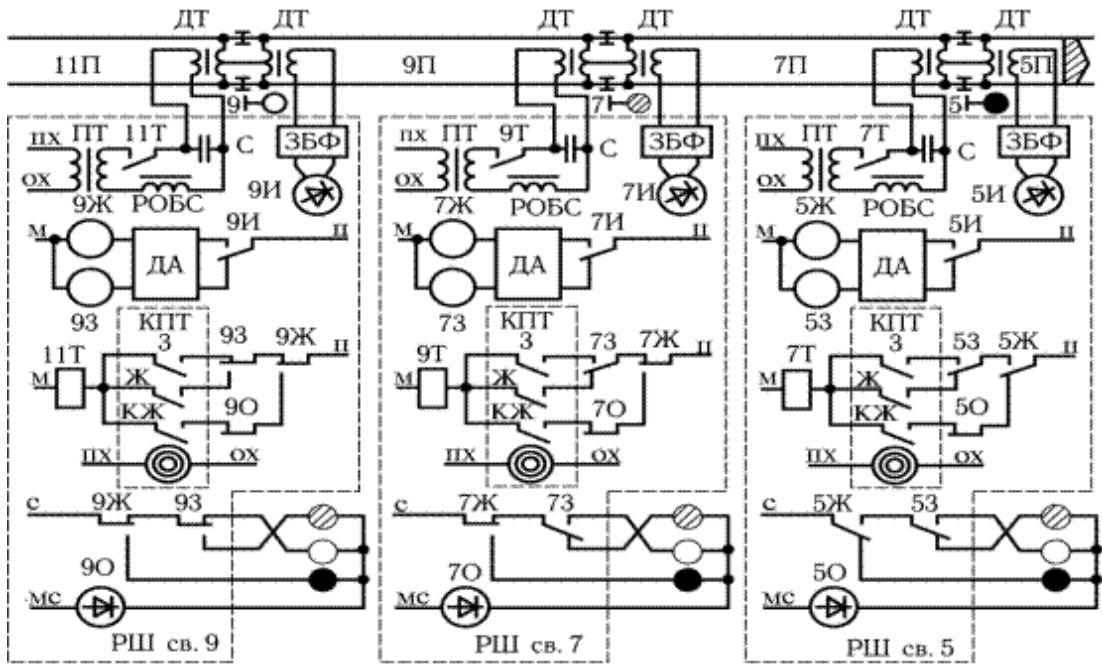 ДТ ДТ ДТ ДТ ДТ ДТ
11П 9П 7П 5П
9 7 5
ПХ ПТ 11Т С ЗБФ ПХ ПТ 9Т С ЗБФ ПХ ПТ 7Т С ЗБФ
ОХ РОБС 9И ОХ РОБС 7И ОХ РОБС 5И
9Ж 9И 7Ж 7И 5Ж 5И
М ДА П М ДА П М ДА П
93 КПТ 73 КПТ 53 КПТ
11Т З 93 9Ж П 9Т З 73 7Ж П 7Т З 53 5Ж П
М Ж М Ж М Ж
КЖ 9О КЖ 7О КЖ 5О
ПХ ОХ ПХ ОХ ПХ ОХ
С 9Ж 93 С 7Ж 73 С 5Ж 53
9О 7О 5О
МС МС МС
РШ св. 9 РШ св. 7 РШ св. 5